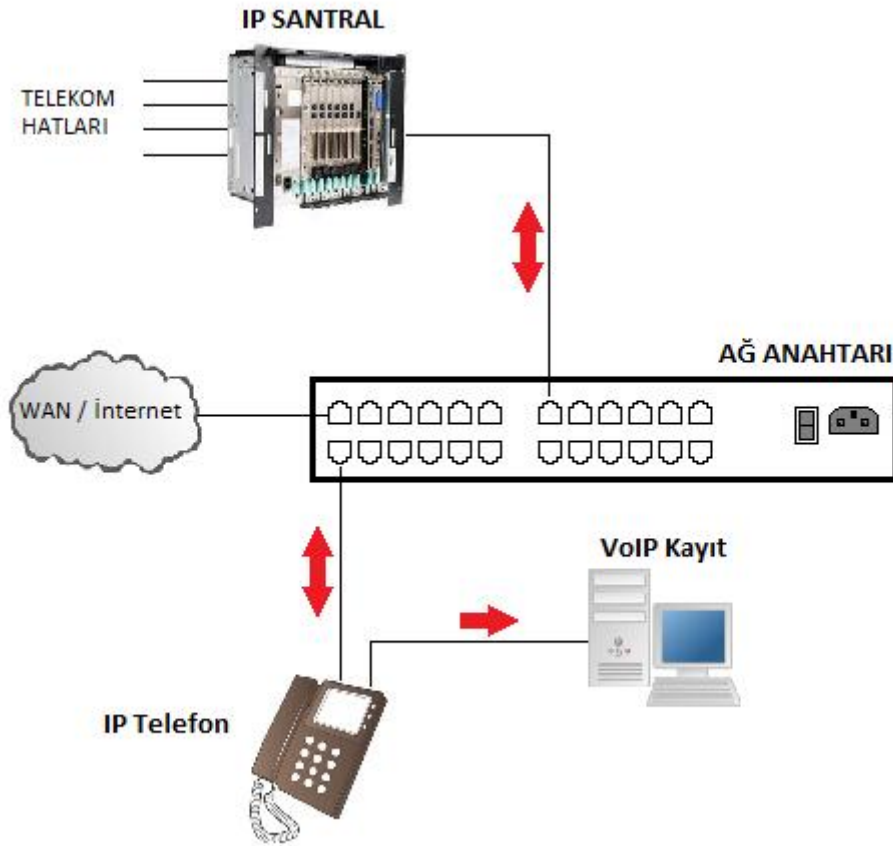 IP SANTRAL
TELEKOM
HATLARI
AĞ ANAHTARI
WAN / İnternet
VoIP Kayıt
IP Telefon